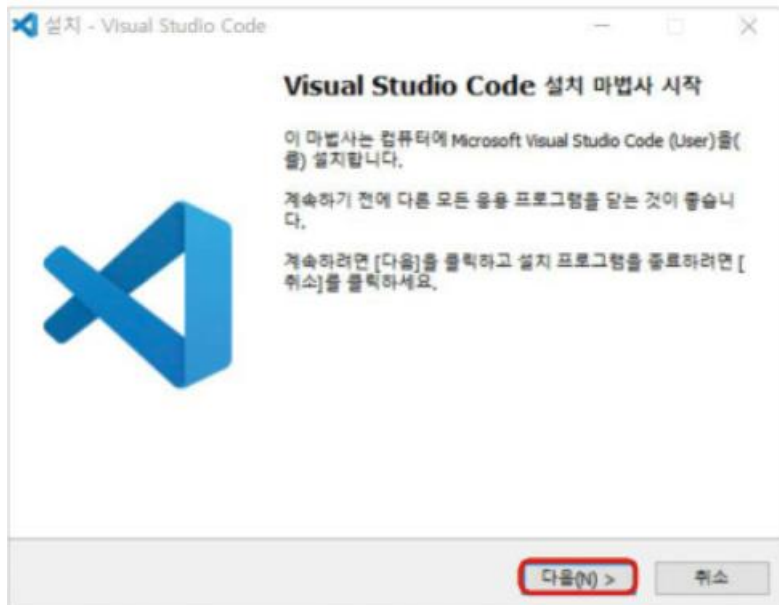 설치 - Visual Studio Code
Visual Studio Code 설치 마법사 시작
이 마법사는 컴퓨터에 Microsoft Visual Studio Code (User)을(
를) 설치합니다.
계속하기 전에 다른 모든 응용 프로그램을 닫는 것이 좋습니
다.
계속하려면 [다음]을 클릭하고 설치 프로그램을 종료하려면 [
취소]를 클릭하세요.
다음(N) > 취소